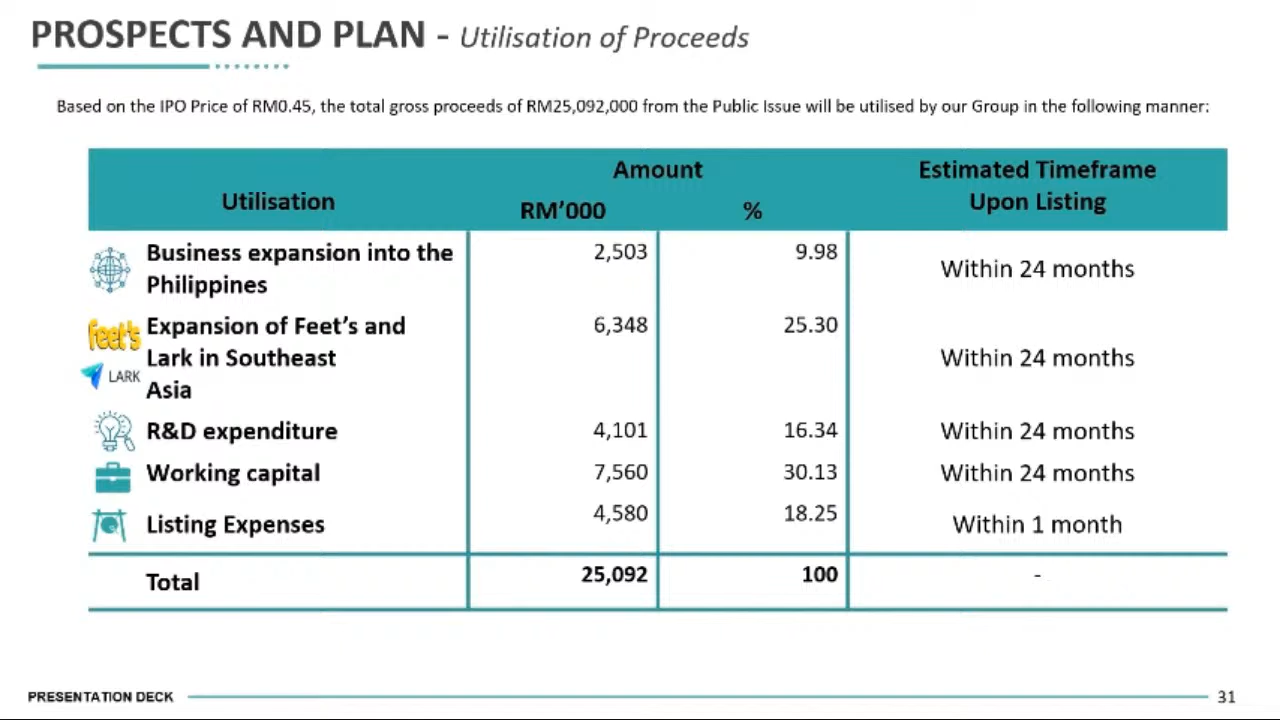 PROSPECTS AND PLAN - Utilisation of Proceeds
Based on the IPO Price of RM0.45, the total gross proceeds of RM25,092,000 from the Public Issue will be utilised by our Group in the following manner:
Utilisation
Amount
RM’000
%
Estimated Timeframe
Upon Listing
Business expansion into the
Philippines
2,503
9.98
Within 24 months
feet's
LARK
Expansion of Feet’s and
Lark in Southeast
Asia
6,348
25.30
Within 24 months
R&D expenditure
4,101
16.34
Within 24 months
Working capital
7,560
30.13
Within 24 months
Listing Expenses
4,580
18.25
Within 1 month
Total
25,092
100
-
PRESENTATION DECK
31